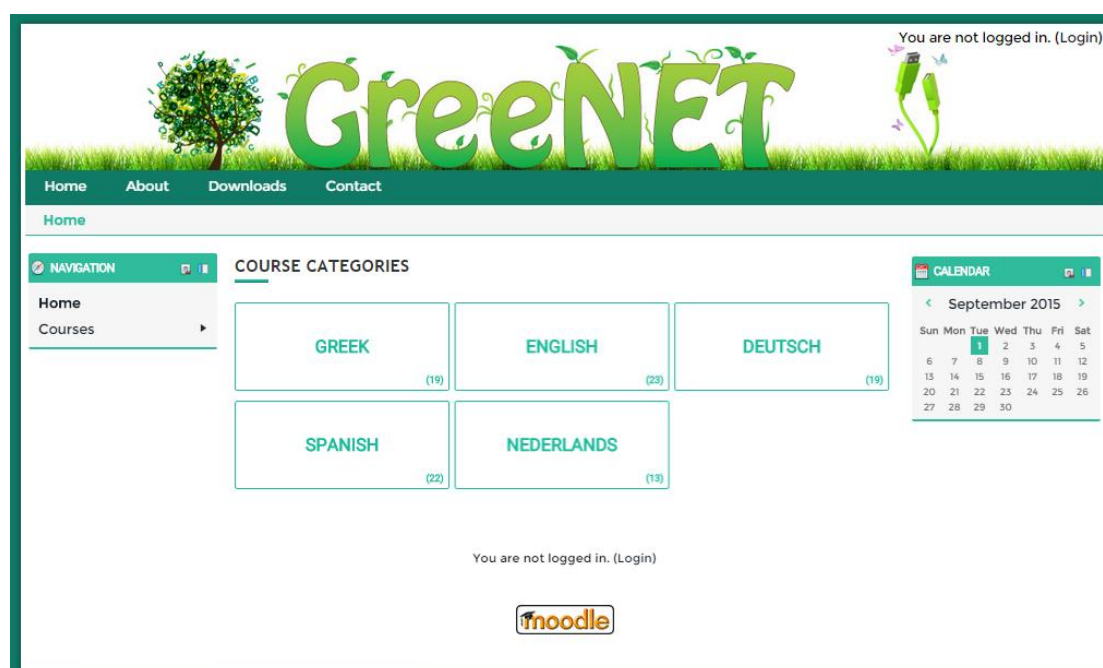 You are not logged in. (Login)
GreeNET
Home About Downloads Contact
Home
NAVIGATION
Home
Courses
COURSE CATEGORIES
GREEK
(19)
ENGLISH
(23)
DEUTSCH
(19)
SPANISH
(22)
NEDERLANDS
(13)
CALENDAR
September 2015
Sun Mon Tue Wed Thu Fri Sat
1 2 3 4 5
6 7 8 9 10 11 12
13 14 15 16 17 18 19
20 21 22 23 24 25 26
27 28 29 30
You are not logged in. (Login)
moodle